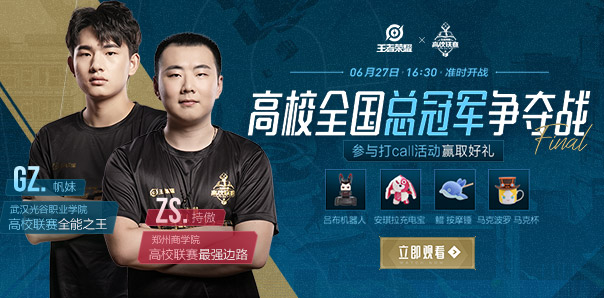 王者荣耀 × 高校联赛
06月27日·16:30·准时开战
高校全国总冠军争夺战
Final
参与打call活动赢取好礼
吕布机器人
安琪拉充电宝
鲲 按摩锤
马克波罗 马克杯
立即观看
GZ. 帆妹
武汉光谷职业学院
高校联赛全能之王
ZS. 持傲
郑州商学院
高校联赛最强边路